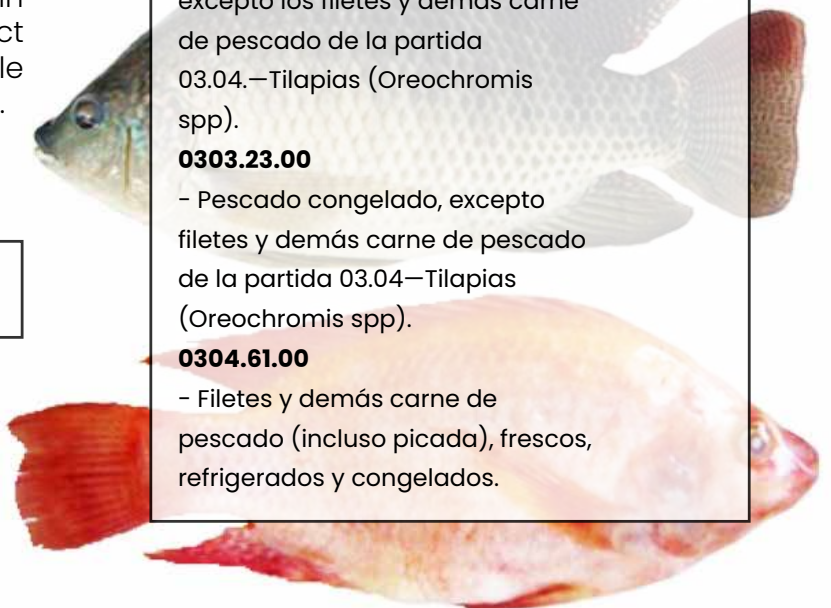 ct
le
.
excepto los filetes y demás carne
de pescado de la partida
03.04.—Tilapias (Oreochromis
spp).
0303.23.00
- Pescado congelado, excepto
filetes y demás carne de pescado
de la partida 03.04—Tilapias
(Oreochromis spp).
0304.61.00
- Filetes y demás carne de
pescado (incluso picada), frescos,
refrigerados y congelados.